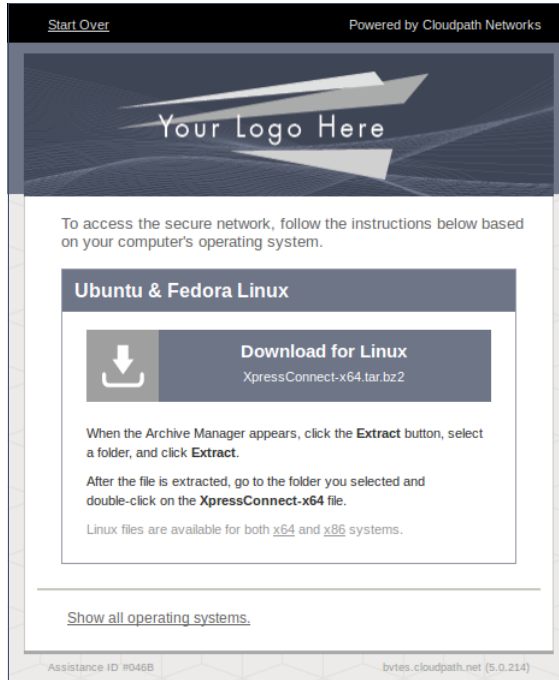 Start Over
Powered by Cloudpath Networks
Your Logo Here
To access the secure network, follow the instructions below based
on your computer's operating system.
Ubuntu & Fedora Linux
Download for Linux
XpressConnect-x64.tar.bz2
When the Archive Manager appears, click the Extract button, select
a folder, and click Extract.
After the file is extracted, go to the folder you selected and
double-click on the XpressConnect-x64 file.
Linux files are available for both x64 and x86 systems.
Show all operating systems.
Assistance ID #046B
bvtes.cloudpath.net (5.0.214)